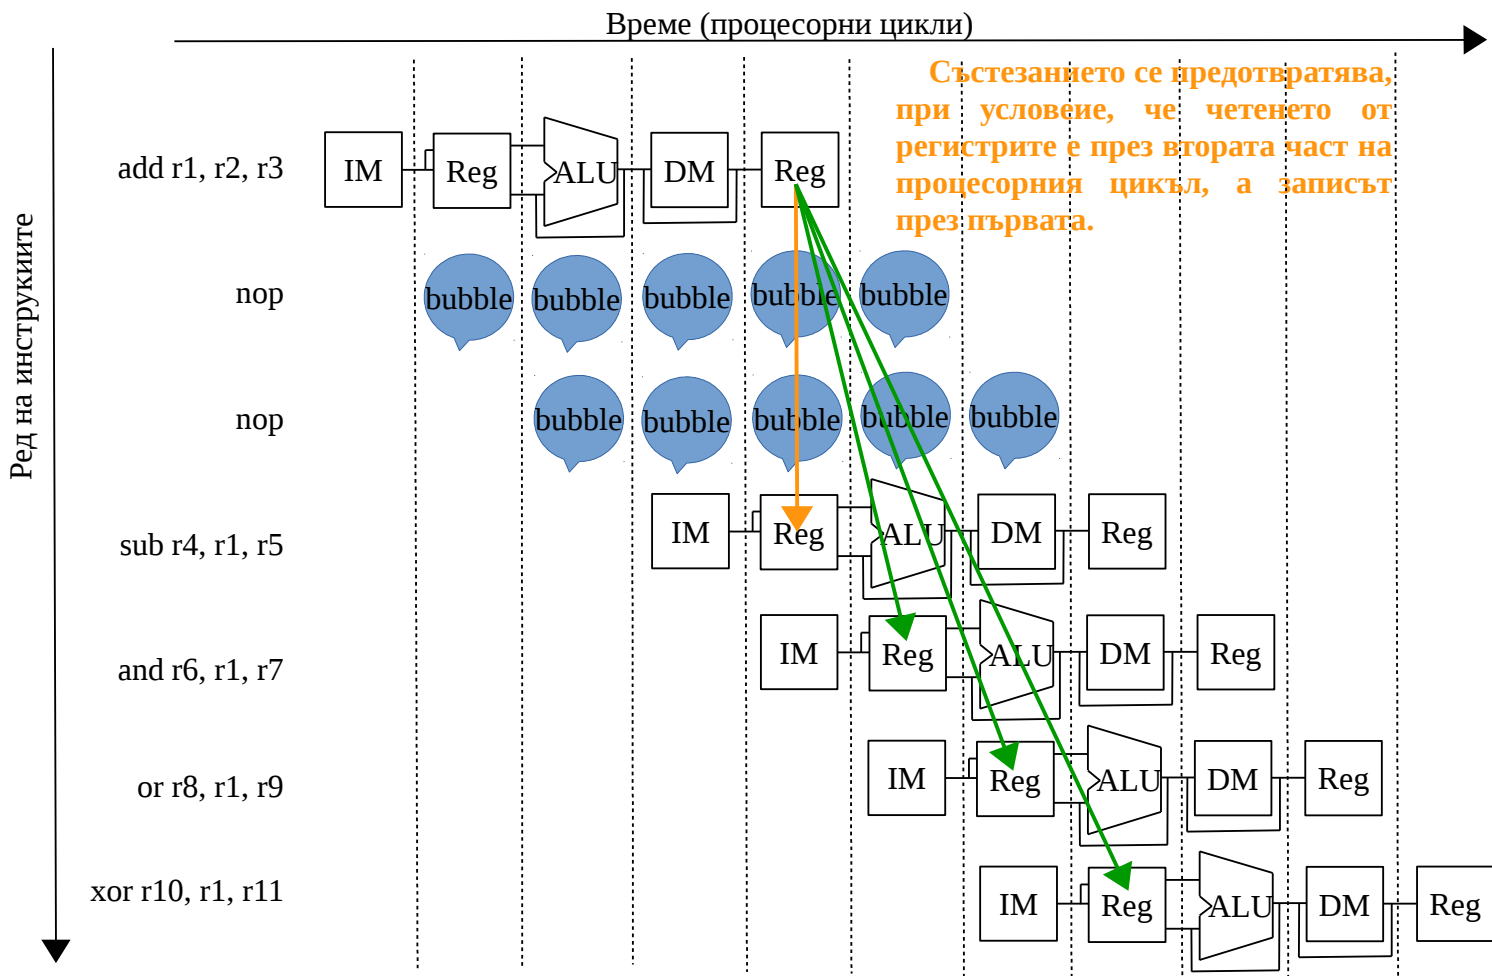 Време (процесорни цикли)
Състезанието се предотвратява,
при условеие, че четенето от
регистрите е през втората част на
процесорния цикъл, а записът
през първата.
Ред на инструкиите
add r1, r2, r3
IM
Reg
ALU
DM
Reg
nop
bubble
bubble
bubble
bubble
bubble
nop
bubble
bubble
bubble
bubble
bubble
sub r4, r1, r5
IM
Reg
ALU
DM
Reg
and r6, r1, r7
IM
Reg
ALU
DM
Reg
or r8, r1, r9
IM
Reg
ALU
DM
Reg
xor r10, r1, r11
IM
Reg
ALU
DM
Reg